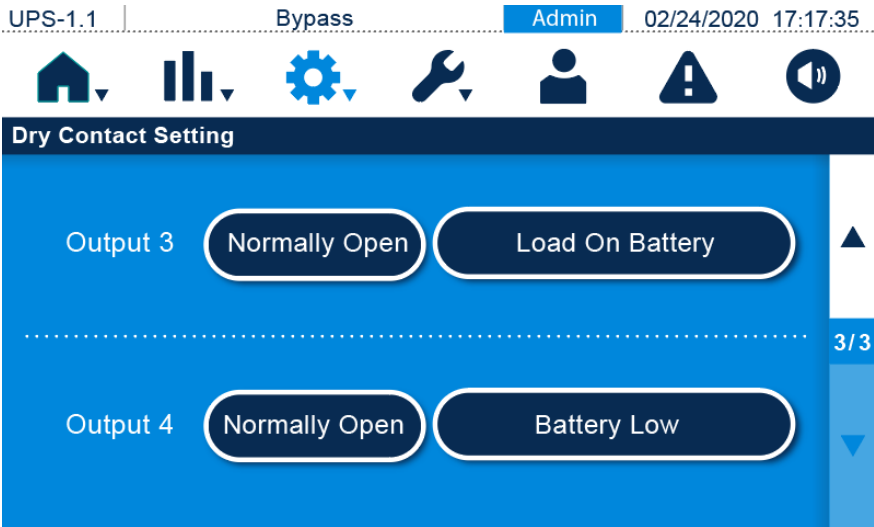 UPS-1.1 Bypass Admin 02/24/2020 17:17:35
Dry Contact Setting
Output 3 Normally Open Load On Battery
3/3
Output 4 Normally Open Battery Low